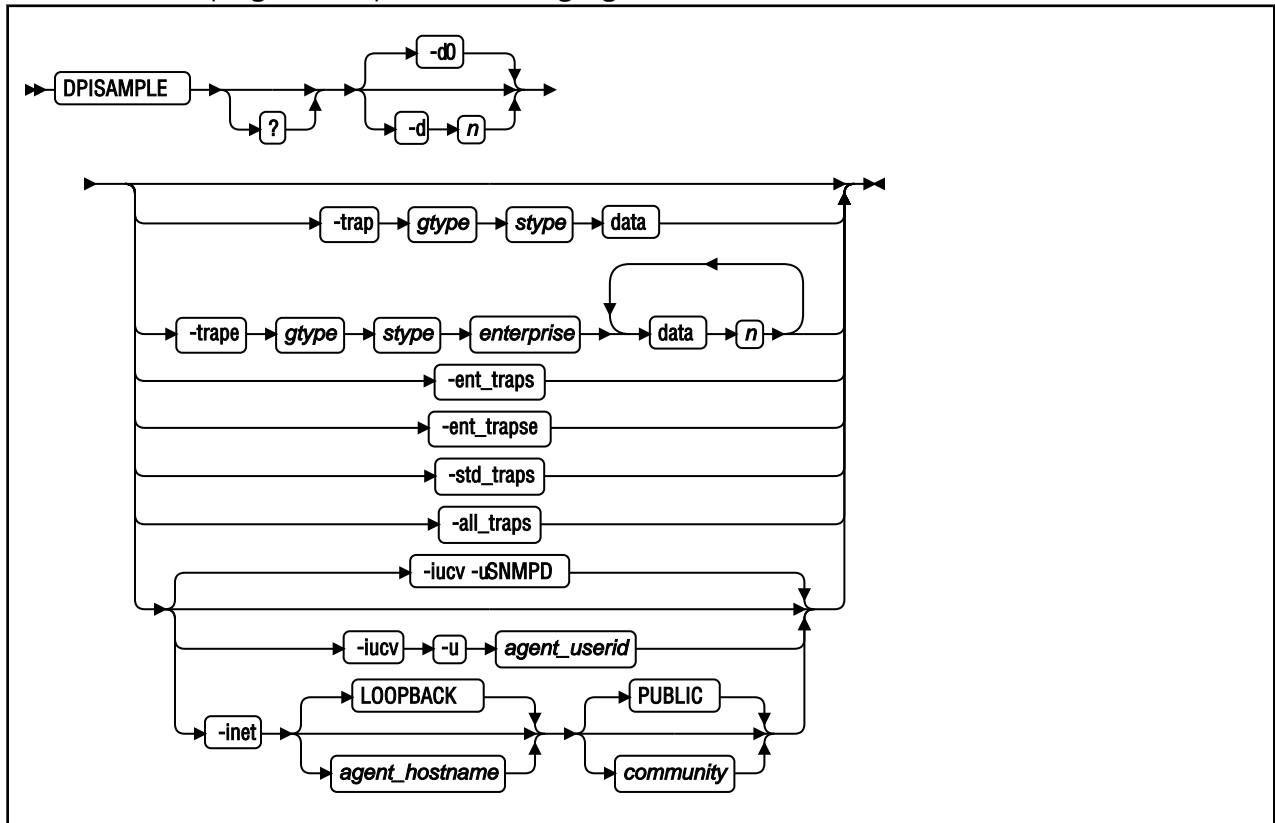 -d0
DPISAMPLE
?
-d n
-trap gtype stype data
-trape gtype stype enterprise data n
-ent_traps
-ent_trapse
-std_traps
-all_traps
-iucv -uSNMPD
-iucv -u agent_userid
LOOPBACK PUBLIC
-inet
agent_hostname community